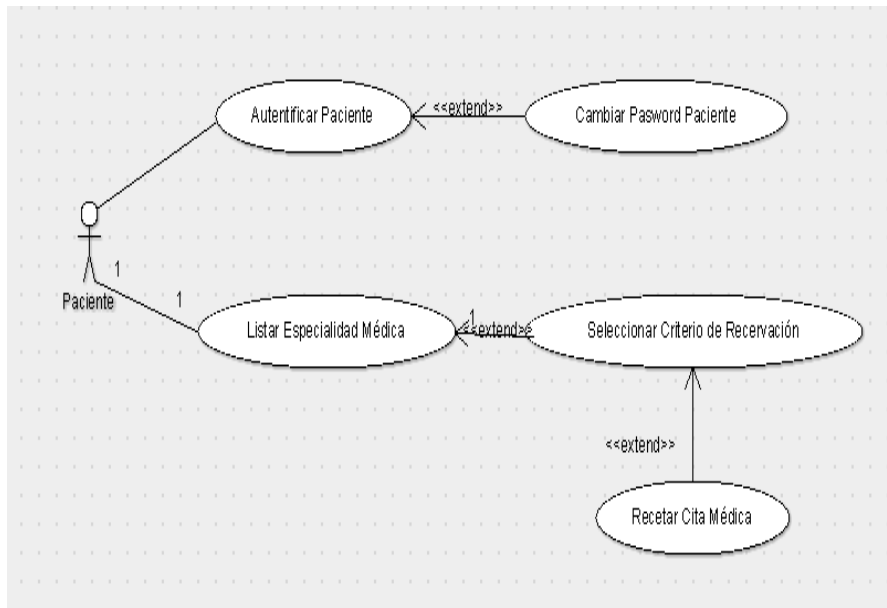 Autentificar Paciente
<<extend>>
Cambiar Pasword Paciente
1
Paciente
1
Listar Especialidad Médica
1
<<extend>>
Seleccionar Criterio de Recervación
<<extend>>
Recetar Cita Médica